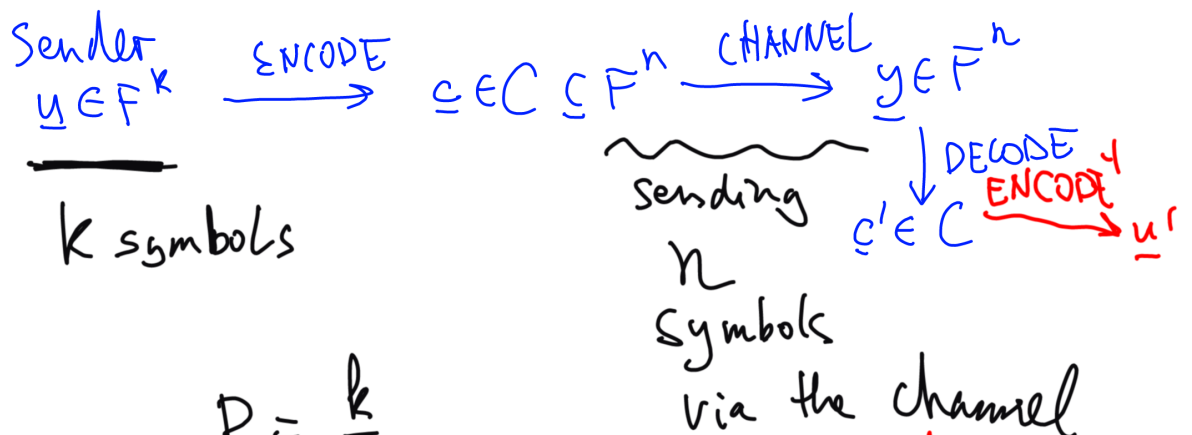 Sender ENCODE CHANNEL
u ∈ F^k → c ∈ C ⊆ F^n → y ∈ F^n
↓ DECODE
ENCODE^-1
k symbols sending c' ∈ C → u'
n
symbols
via the channel
R = k